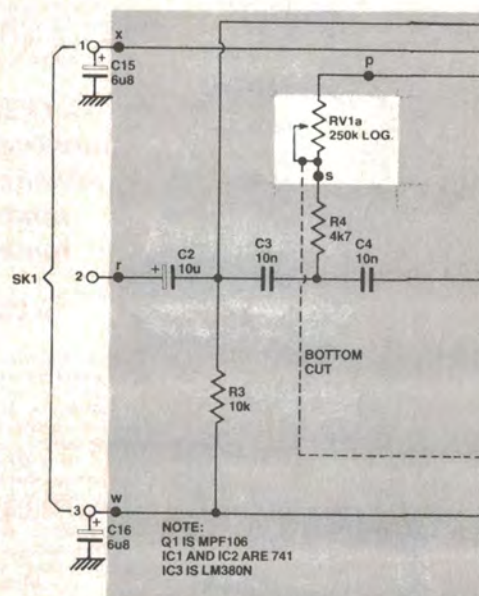 x
1
+
C15
6u8
p
RV1a
250k LOG.
s
R4
4k7
C2
10u
C3
10n
C4
10n
SK1
2
r
+
BOTTOM
CUT
R3
10k
3
w
+
C16
6u8
NOTE:
Q1 IS MPF106
IC1 AND IC2 ARE 741
IC3 IS LM380N